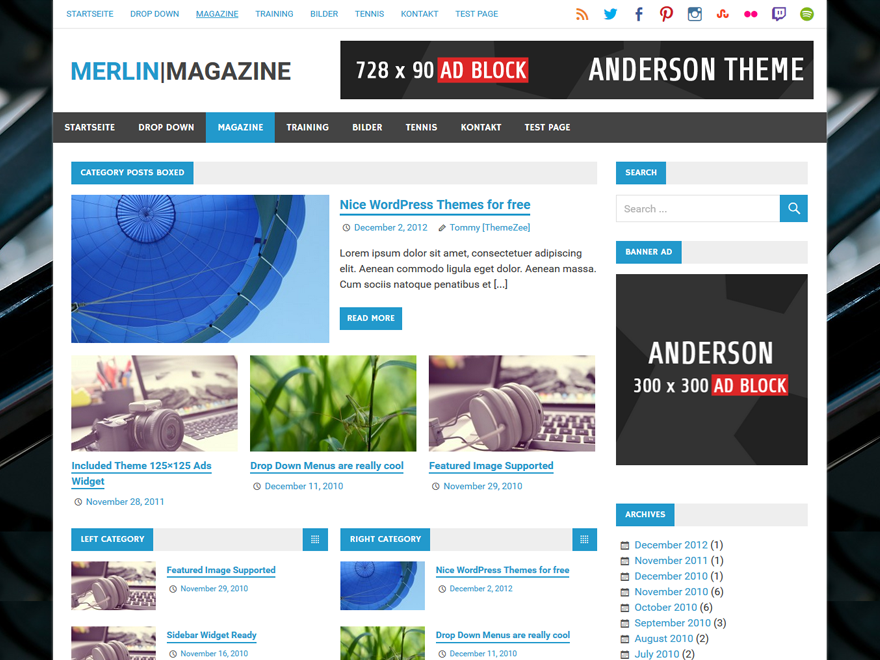 STARTSEITE DROP DOWN MAGAZINE TRAINING BILDER TENNIS KONTAKT TEST PAGE
MERLIN|MAGAZINE
728 x 90 AD BLOCK ANDERSON THEME
STARTSEITE DROP DOWN MAGAZINE TRAINING BILDER TENNIS KONTAKT TEST PAGE
CATEGORY POSTS BOXED
Nice WordPress Themes for free
December 2, 2012 Tommy [ThemeZee]
Lorem ipsum dolor sit amet, consectetuer adipiscing
elit. Aenean commodo ligula eget dolor. Aenean massa.
Cum sociis natoque penatibus et [...]
READ MORE
Included Theme 125×125 Ads
Widget
November 28, 2011
Drop Down Menus are really cool
December 11, 2010
Featured Image Supported
November 29, 2010
LEFT CATEGORY
Featured Image Supported
November 29, 2010
Sidebar Widget Ready
November 16, 2010
RIGHT CATEGORY
Nice WordPress Themes for free
December 2, 2012
Drop Down Menus are really cool
December 11, 2010
SEARCH
Search ...
BANNER AD
ANDERSON
300 x 300 AD BLOCK
ARCHIVES
December 2012 (1)
November 2011 (1)
December 2010 (1)
November 2010 (6)
October 2010 (6)
September 2010 (3)
August 2010 (2)
July 2010 (2)